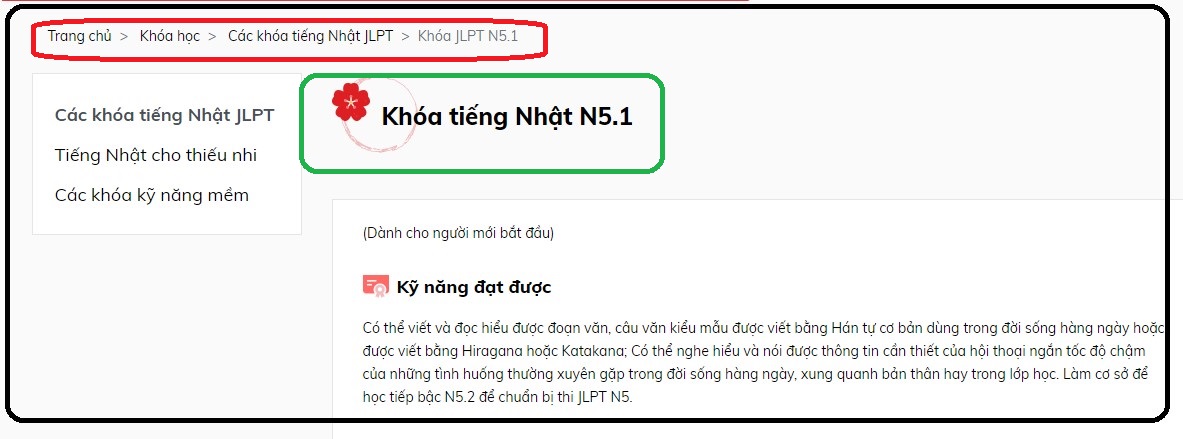 Trang chủ > Khóa học > Các khóa tiếng Nhật JLPT > Khóa JLPT N5.1
Các khóa tiếng Nhật JLPT
Tiếng Nhật cho thiếu nhi
Các khóa kỹ năng mềm
Khóa tiếng Nhật N5.1
(Dành cho người mới bắt đầu)
Kỹ năng đạt được
Có thể viết và đọc hiểu được đoạn văn, câu văn kiểu mẫu được viết bằng Hán tự cơ bản dùng trong đời sống hàng ngày hoặc
được viết bằng Hiragana hoặc Katakana; Có thể nghe hiểu và nói được thông tin cần thiết của hội thoại ngắn tốc độ chậm
của những tình huống thường xuyên gặp trong đời sống hàng ngày, xung quanh bản thân hay trong lớp học. Làm cơ sở để
học tiếp bậc N5.2 để chuẩn bị thi JLPT N5.